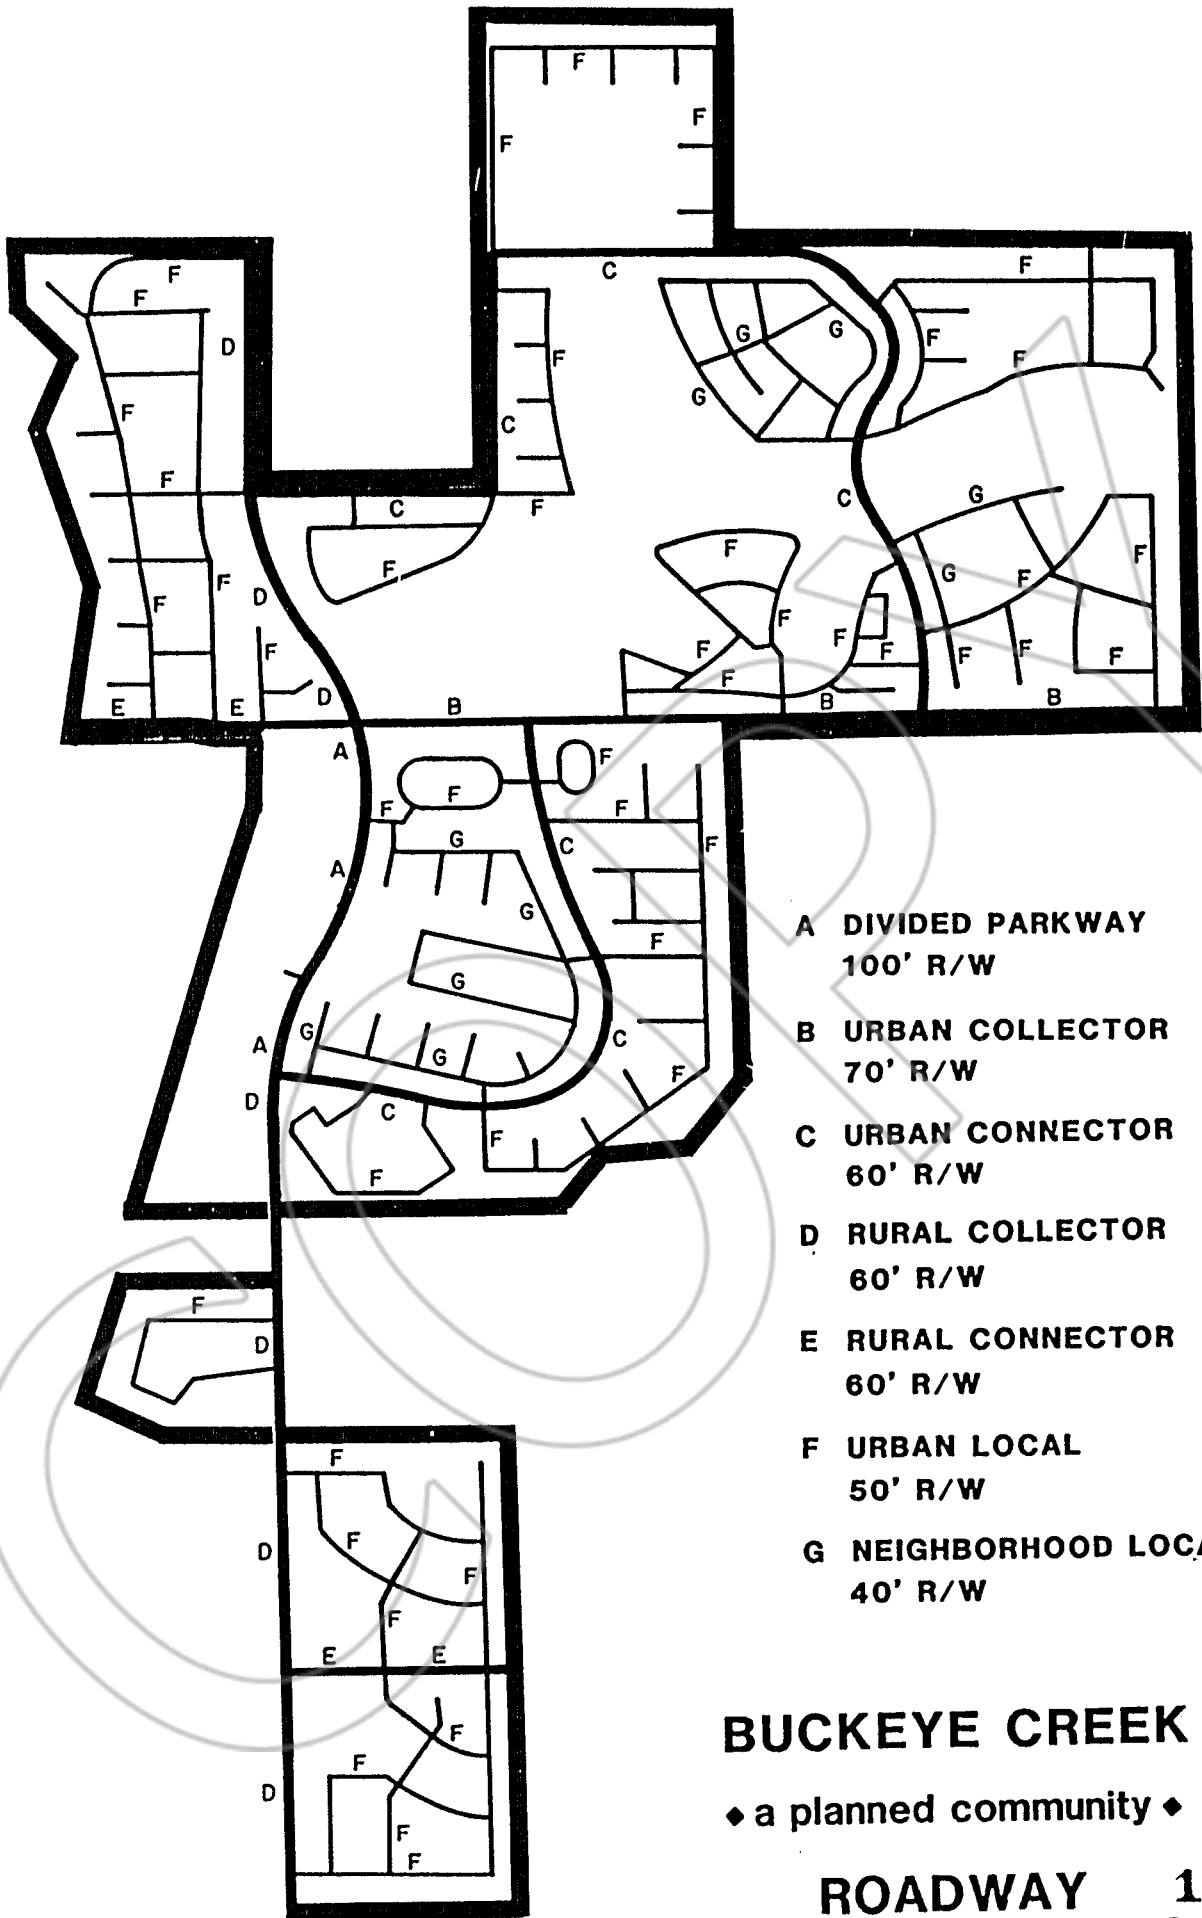 F
F
F
C
F
F
F
D
F
F
C
F
G
G
G
F
F
F
C
F
F
C
G
F
F
D
F
F
D
F
F
F
F
F
F
F
C
G
G
F
F
F
F
F
B
E
E
D
B
B
A
F
F
F
F
G
A
G
G
C
F
F
F
A
G
G
C
F
D
C
F
F
A DIVIDED PARKWAY
100' R/W
B URBAN COLLECTOR
70' R/W
C URBAN CONNECTOR
60' R/W
D RURAL COLLECTOR
60' R/W
E RURAL CONNECTOR
60' R/W
F URBAN LOCAL
50' R/W
G NEIGHBORHOOD
40' R/W
F
D
F
D
F
F
F
E
E
F
D
F
F
F
BUCKEYE CREEK
◆ a planned community ◆
ROADWAY
COPY